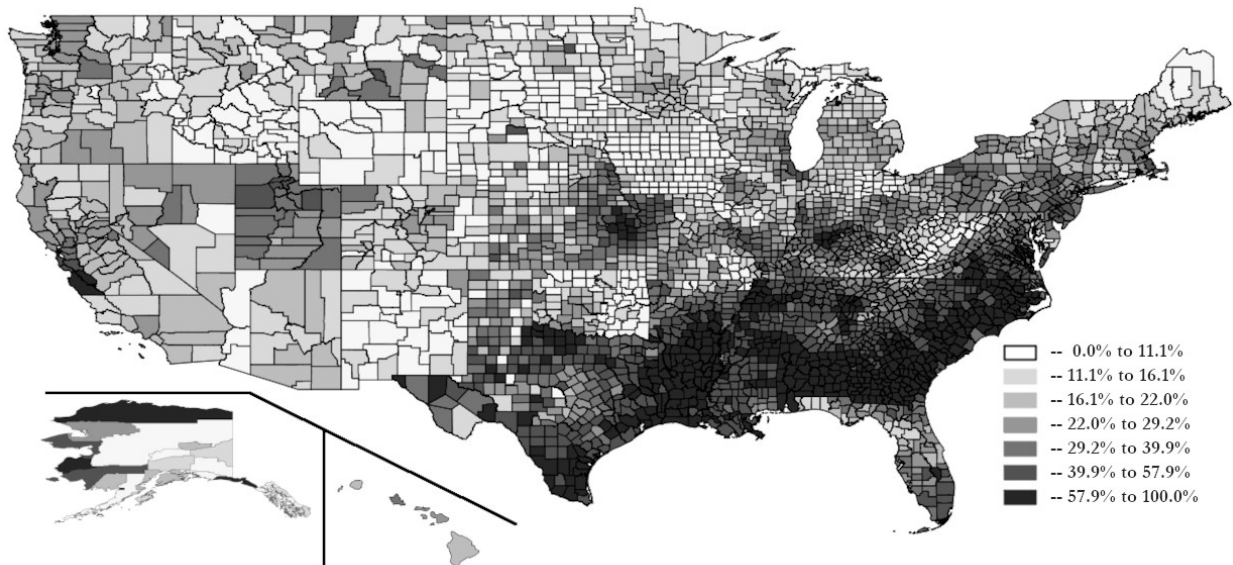 -- 0.0% to 11.1%
-- 11.1% to 16.1%
-- 16.1% to 22.0%
-- 22.0% to 29.2%
-- 29.2% to 39.9%
-- 39.9% to 57.9%
-- 57.9% to 100.0%